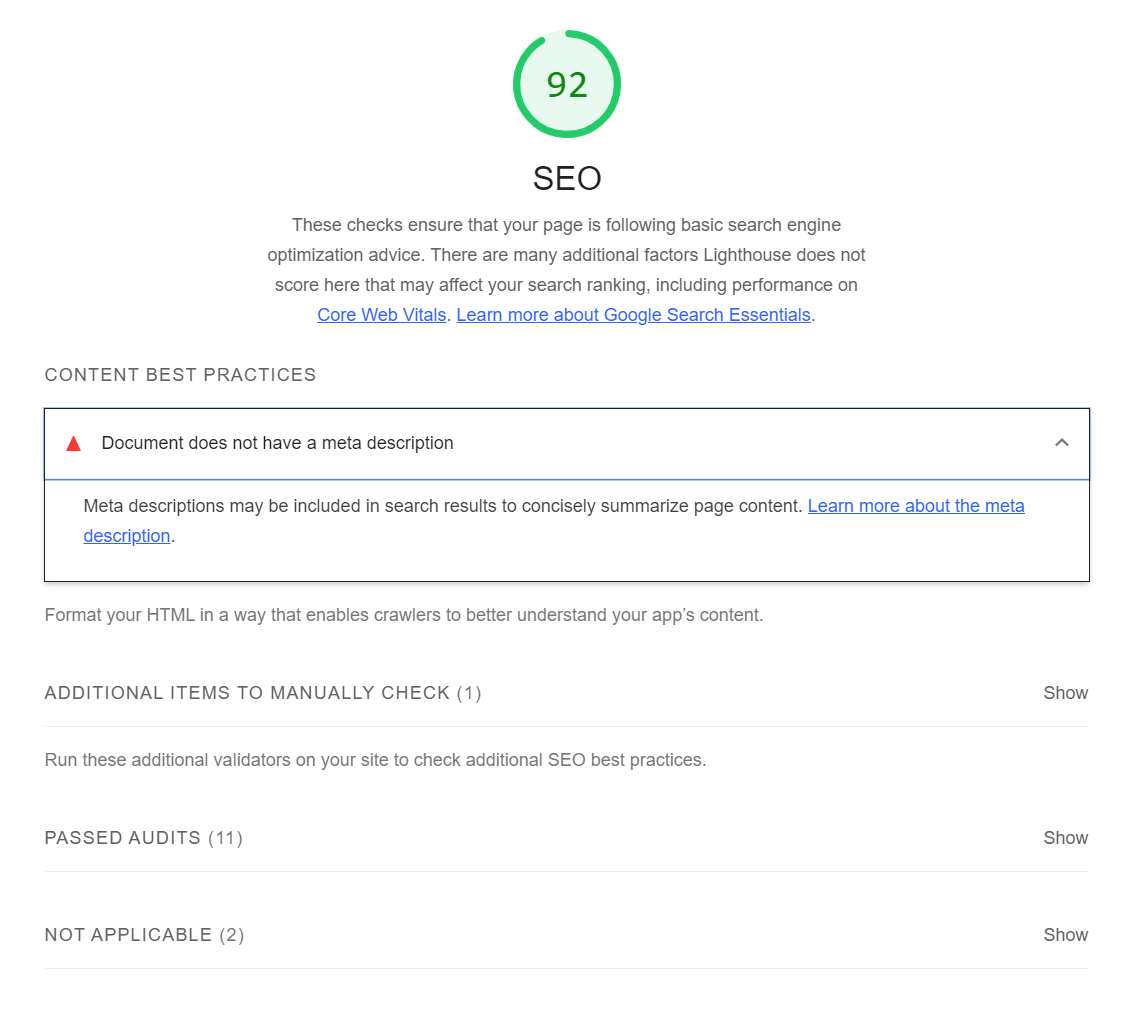 92
SEO
These checks ensure that your page is following basic search engine
optimization advice. There are many additional factors Lighthouse does not
score here that may affect your search ranking, including performance on
Core Web Vitals. Learn more about Google Search Essentials.
CONTENT BEST PRACTICES
Document does not have a meta description
Meta descriptions may be included in search results to concisely summarize page content. Learn more about the meta
description.
Format your HTML in a way that enables crawlers to better understand your app’s content.
ADDITIONAL ITEMS TO MANUALLY CHECK (1) Show
Run these additional validators on your site to check additional SEO best practices.
PASSED AUDITS (11) Show
NOT APPLICABLE (2) Show